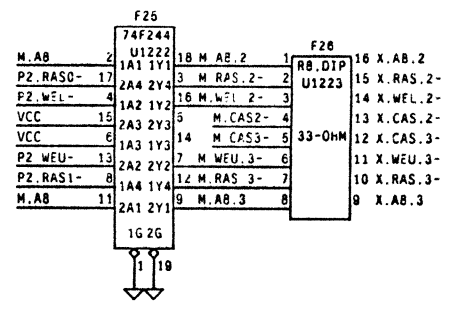 F25
74F244
U1222
M.A8 2 1A1 1Y1 18 M A8.2 1
P2.RAS0- 17 2A4 2Y4 3 M RAS.2- 2
P2.WEL- 4 1A2 1Y2 16 M.WEL 2- 3
VCC 15 2A3 2Y3 5 M.CAS2- 4
VCC 6 1A3 1Y3 14 M CAS3- 5
P2 WEU- 13 2A2 2Y2 7 M WEU.3- 6
P2.RAS1- 8 1A4 1Y4 12 M.RAS 3- 7
M.A8 11 2A1 2Y1 9 M.A8.3 8
1G 2G
1 19
F26
R8.DIP
U1223
33-OHM
16 X.A8.2
15 X.RAS.2-
14 X.WEL.2-
13 X.CAS.2-
12 X.CAS.3-
11 X.WEU.3-
10 X.RAS.3-
9 X.A8.3